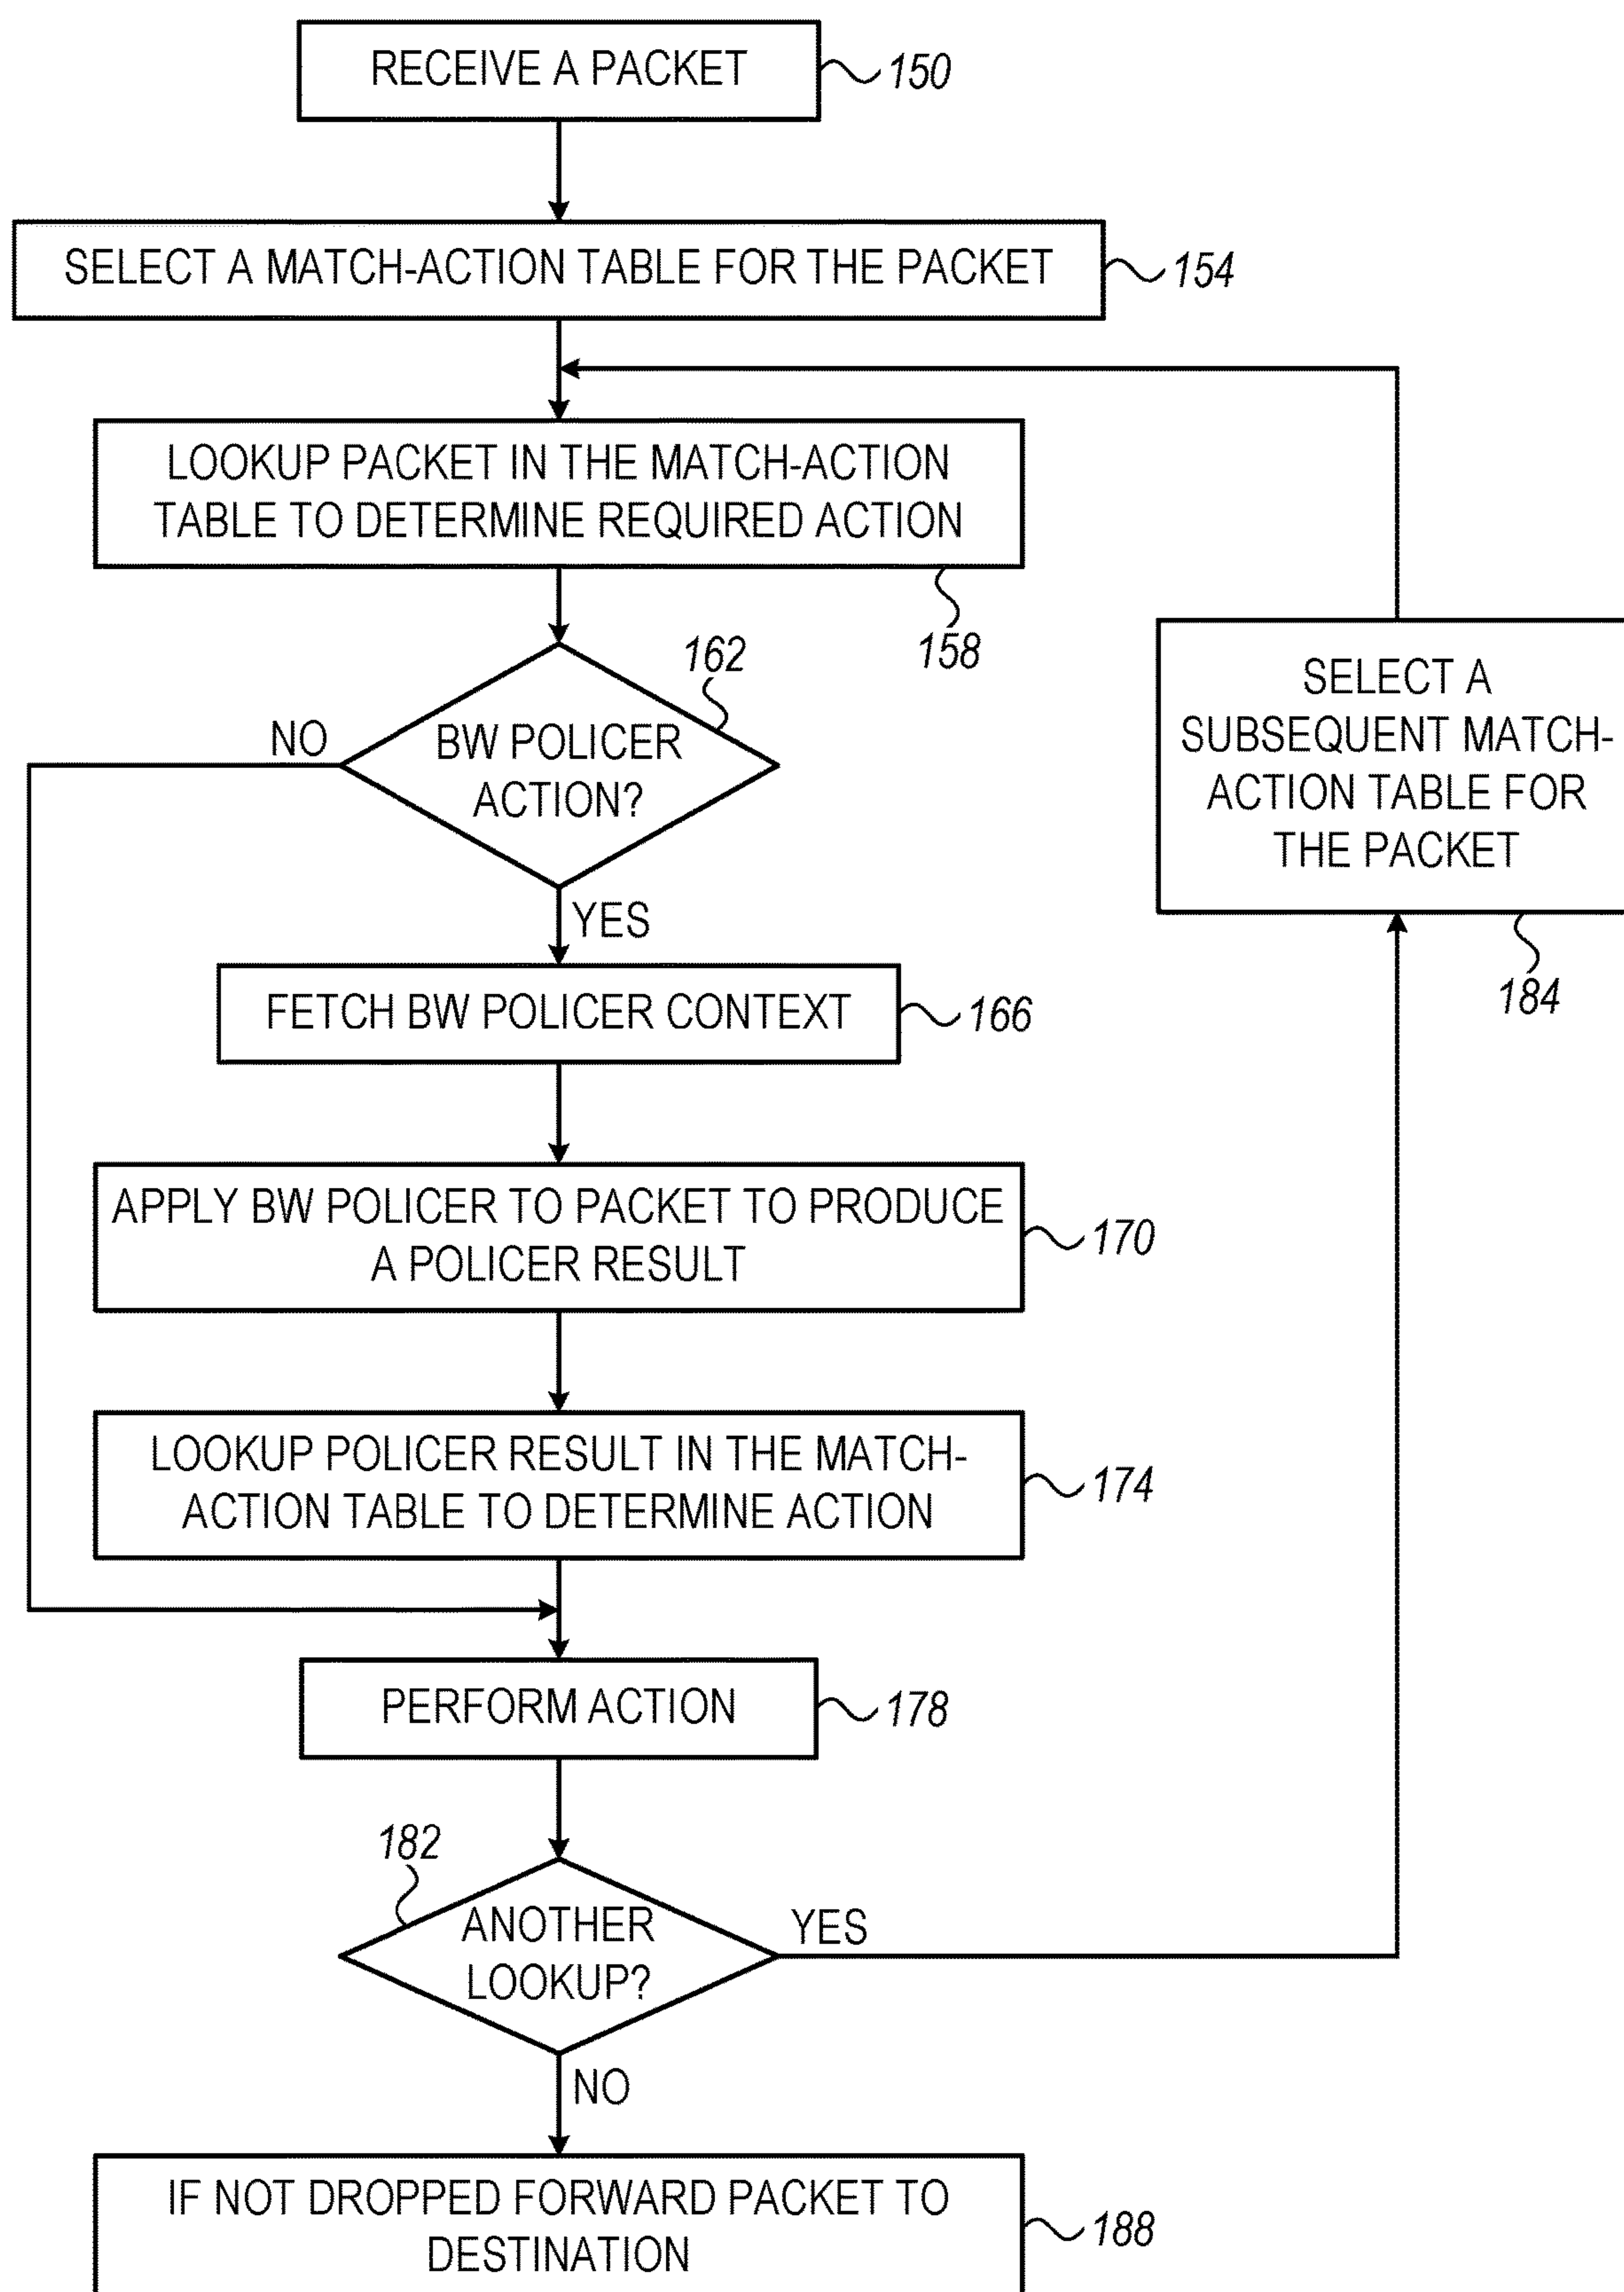 RECEIVE A PACKET
150
SELECT A MATCH-ACTION TABLE FOR THE PACKET
154
LOOKUP PACKET IN THE MATCH-ACTION
TABLE TO DETERMINE REQUIRED ACTION
158
162
BW POLICER
ACTION?
NO
YES
SELECT A
SUBSEQUENT MATCH-
ACTION TABLE FOR
THE PACKET
184
FETCH BW POLICER CONTEXT
166
APPLY BW POLICER TO PACKET TO PRODUCE
A POLICER RESULT
170
LOOKUP POLICER RESULT IN THE MATCH-
ACTION TABLE TO DETERMINE ACTION
174
PERFORM ACTION
178
182
ANOTHER
LOOKUP?
YES
NO
IF NOT DROPPED FORWARD PACKET TO
DESTINATION
188